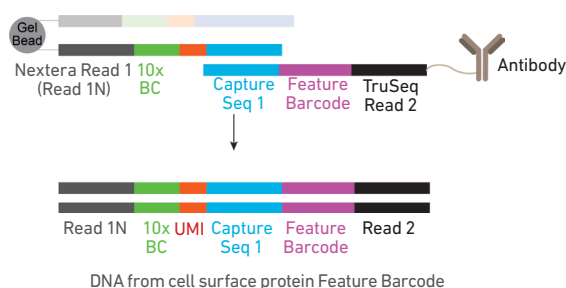 Gel
Bead
Nextera Read 1 10x
(Read 1N) BC
Capture Feature TruSeq
Seq 1 Barcode Read 2
Antibody
Read 1N 10x UMI Capture Feature Read 2
BC Seq 1 Barcode
DNA from cell surface protein Feature Barcode